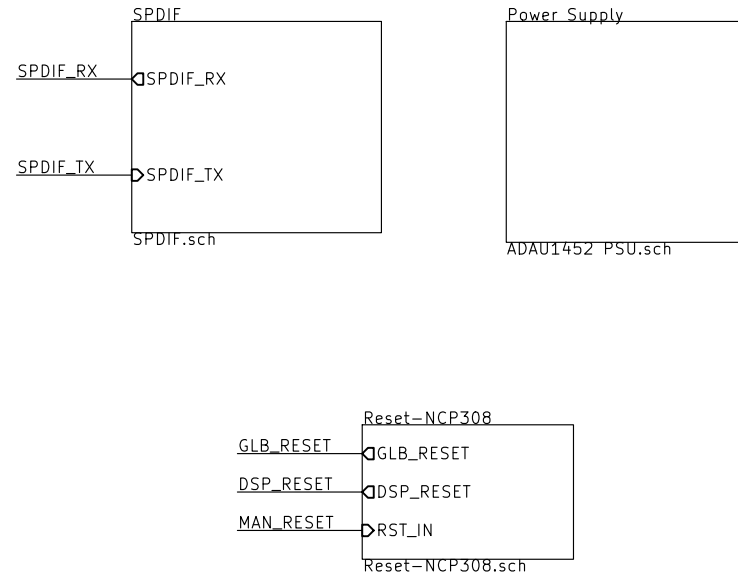 SPDIF
Power Supply
SPDIF_RX
SPDIF_RX
SPDIF_TX
SPDIF_TX
SPDIF.sch
ADAU1452 PSU.sch
Reset-NCP308
GLB_RESET
GLB_RESET
DSP_RESET
DSP_RESET
MAN_RESET
RST_IN
Reset-NCP308.sch